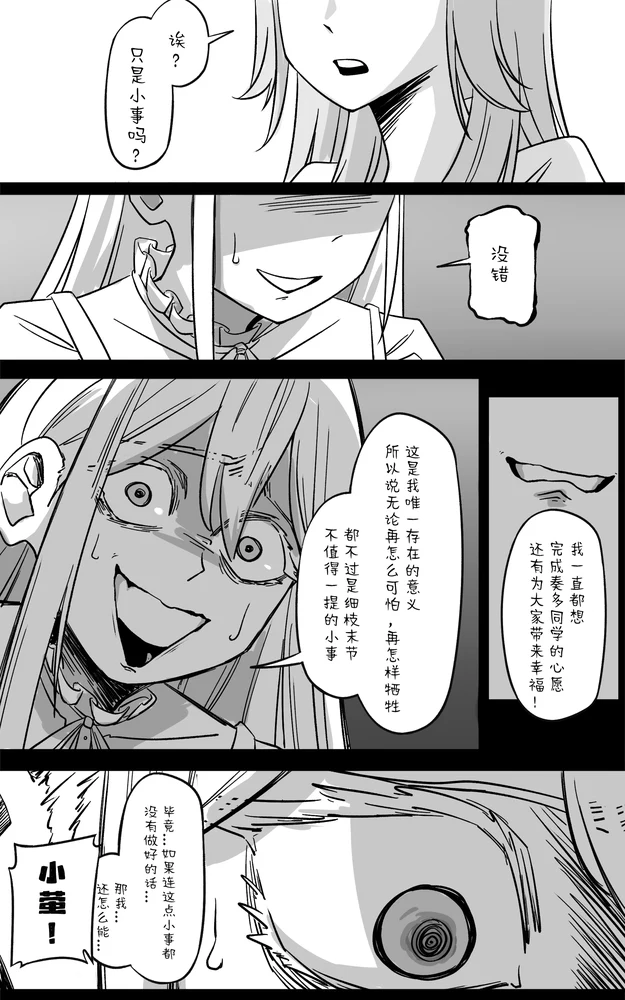 诶？
只是小事吗？
没错
我一直都想
完成奏多同学的心愿
还有为大家带来幸福！
这是我唯一存在的意义
所以说无论再怎么可怕，再怎样牺牲
都不过是细枝末节
不值得一提的小事
毕竟…如果连这点小事都
没有做好的话…
那我…
还怎么能…
小茧！